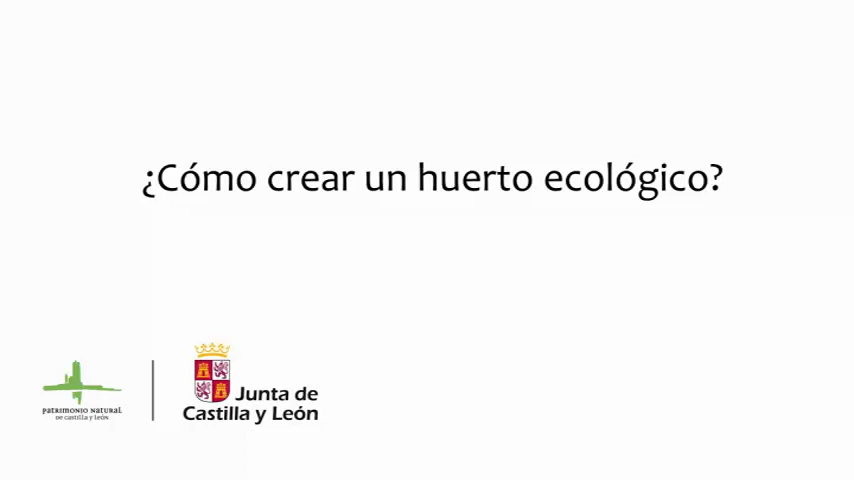 ¿Cómo crear un huerto ecológico?
PATRIMONIO NATURAL
DE CASTILLA Y LEÓN
Junta de
Castilla y León